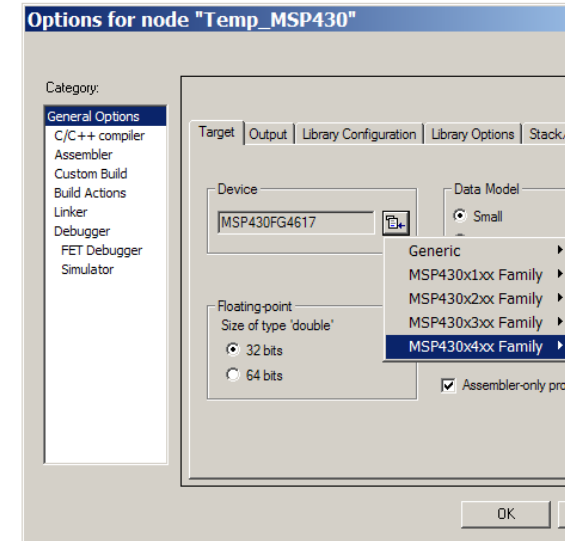 Options for node "Temp_MSP430"
Category:
General Options
C/C++ compiler
Assembler
Custom Build
Build Actions
Linker
Debugger
FET Debugger
Simulator
Target Output Library Configuration Library Options Stack
Device
MSP430FG4617
Data Model
Small
Generic
MSP430x1xx Family
MSP430x2xx Family
MSP430x3xx Family
MSP430x4xx Family
Floating-point
Size of type 'double'
32 bits
64 bits
Assembler-only pro
OK